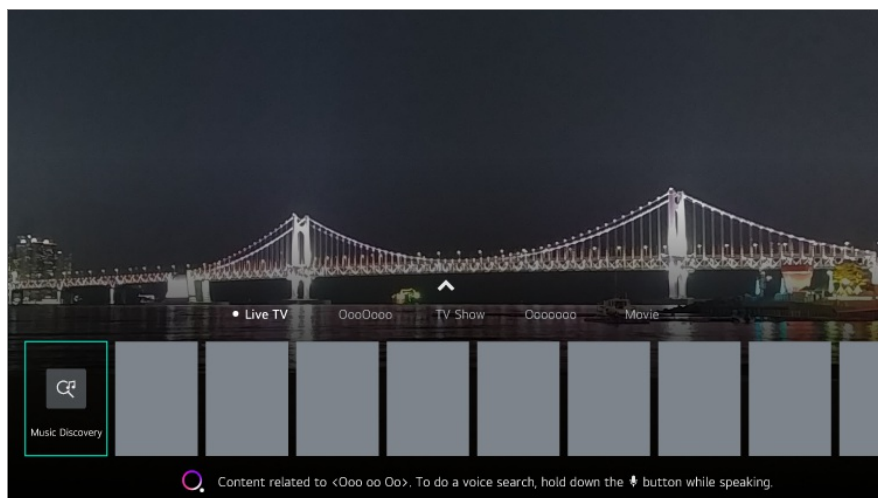 Live TV OooOooo TV Show Ooooooo Movie
Music Discovery
Content related to <Ooo oo Oo>. To do a voice search, hold down the button while speaking.